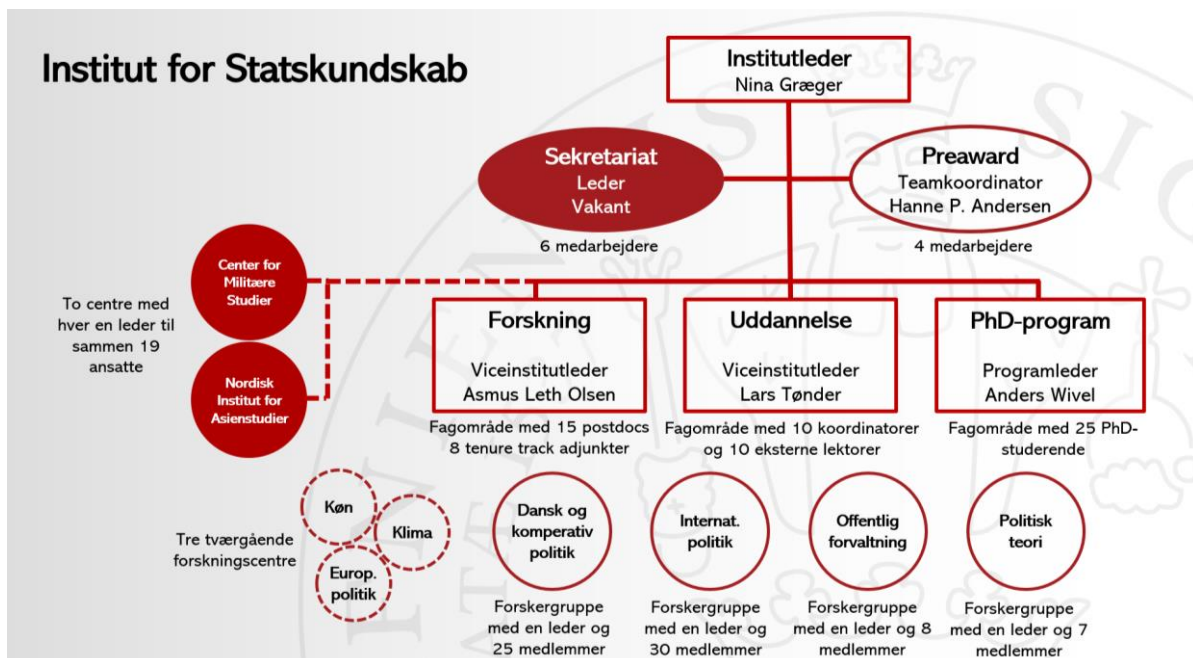 Institut for Statskundskab
Institutleder
Nina Græger
Sekretariat
Leder
Vakant
6 medarbejdere
Preaward
Teamkoordinator
Hanne P. Andersen
4 medarbejdere
Center for
Militære
Studier
To centre med
hver en leder til
sammen 19
ansatte
Nordisk
Institut for
Asienstudier
Forskning
Viceinstitutleder
Asmus Leth Olsen
Fagområde med 15 postdocs
8 tenure track adjunkter
Uddannelse
Viceinstitutleder
Lars Tønder
Fagområde med 10 koordinatorer
og 10 eksterne lektorer
PhD-program
Programleder
Anders Wivel
Fagområde med 25 PhD-
studerende
Tre tværgående
forskningscentre
Køn
Klima
Europ.
politik
Dansk og
komperativ
politik
Forskergruppe
med en leder og
25 medlemmer
Internat.
politik
Forskergruppe
med en leder og
30 medlemmer
Offentlig
forvaltning
Forskergruppe
med en leder og 8
medlemmer
Politisk
teori
Forskergruppe
med en leder og 7
medlemmer